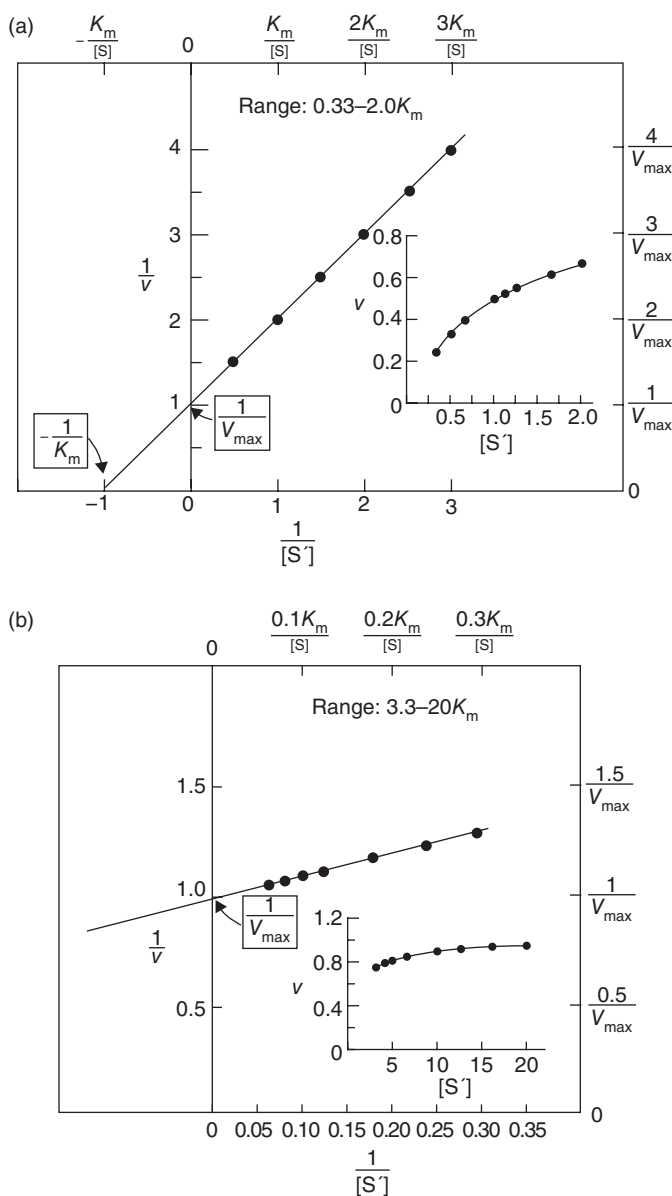 (a)
-Km/[S] 0 Km/[S] 2Km/[S] 3Km/[S]
Range: 0.33–2.0Km
1/v
4
3
2
1
4/Vmax
3/Vmax
2/Vmax
1/Vmax
0
1/Vmax
-1/Km
v
0.8
0.6
0.4
0.2
0
0.5 1.0 1.5 2.0
[S´]
–1 0 1 2 3
1/[S´]
(b)
0 0.1Km/[S] 0.2Km/[S] 0.3Km/[S]
Range: 3.3–20Km
1.5
1.0
0.5
1/v
1.5/Vmax
1/Vmax
0.5/Vmax
0
1/Vmax
v
1.2
0.8
0.4
0
5 10 15 20
[S´]
0 0.05 0.10 0.15 0.20 0.25 0.30 0.35
1/[S´]